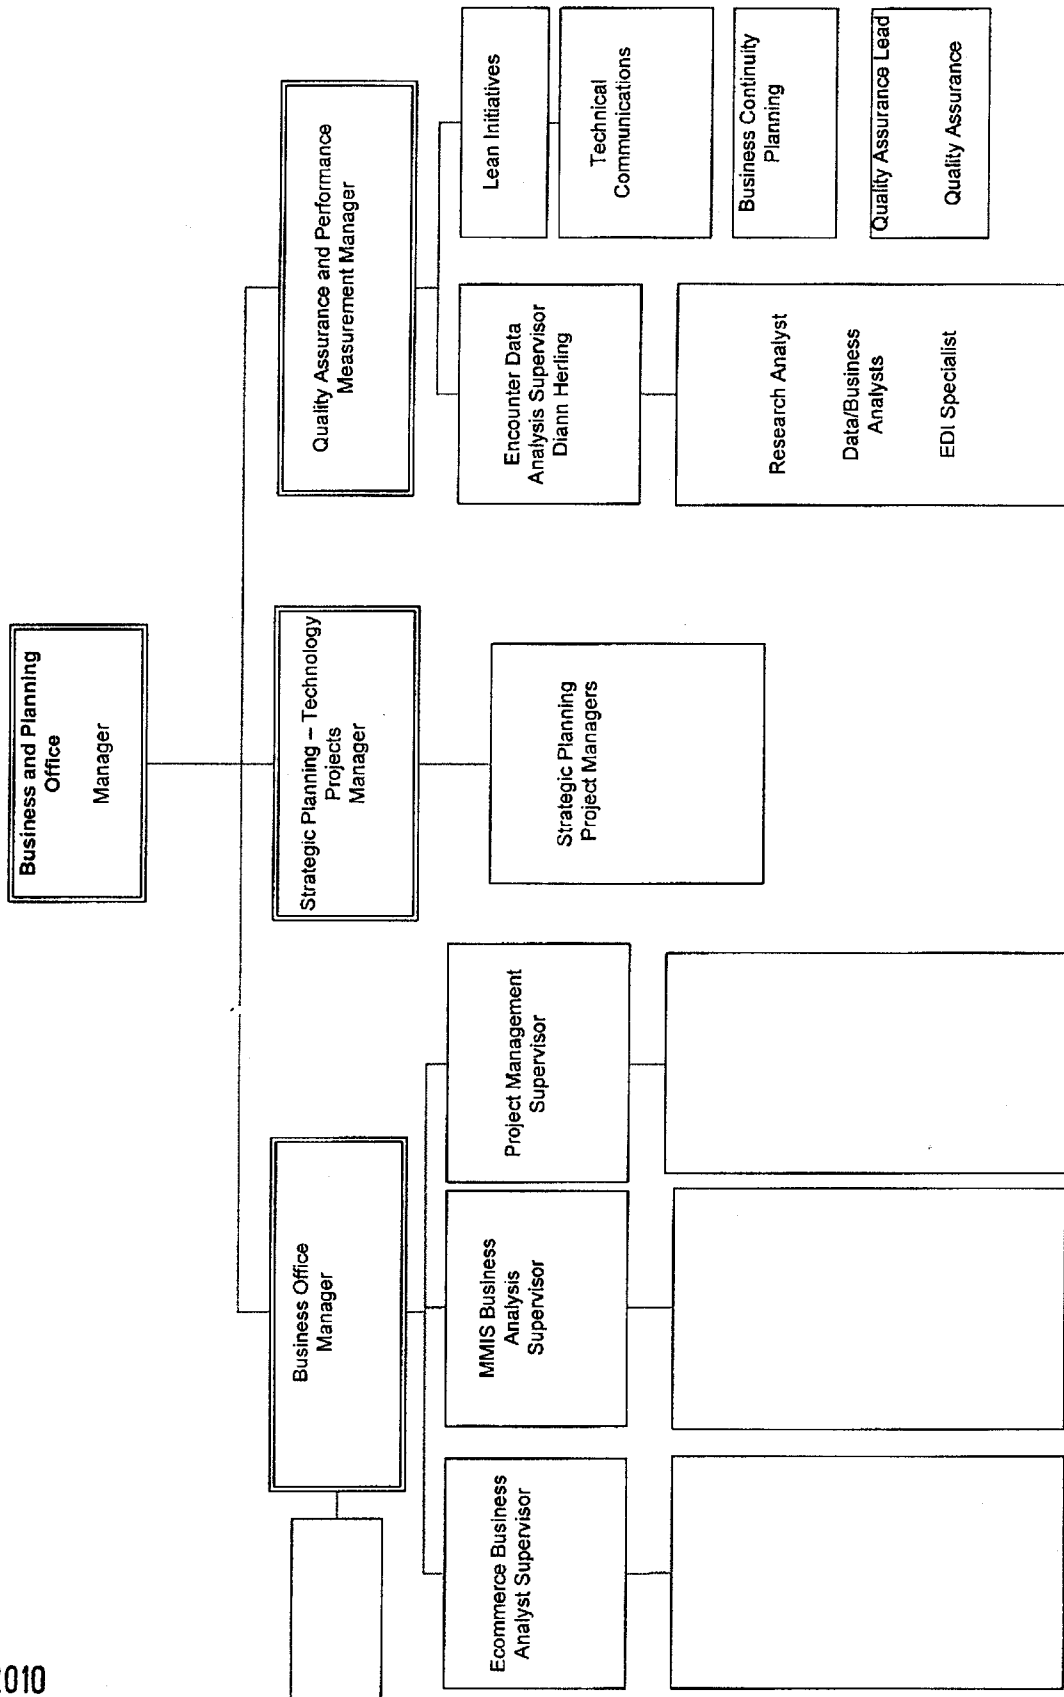 Business and Planning
Office
Manager
Business Office
Manager
Strategic Planning – Technology
Projects
Manager
Quality Assurance and Performance
Measurement Manager
Ecommerce Business
Analyst Supervisor
MMIS Business
Analysis
Supervisor
Project Management
Supervisor
Strategic Planning
Project Managers
Encounter Data
Analysis Supervisor
Diann Herling
Research Analyst
Data/Business
Analysts
EDI Specialist
Lean Initiatives
Technical
Communications
Business Continuity
Planning
Quality Assurance Lead
Quality Assurance
2010